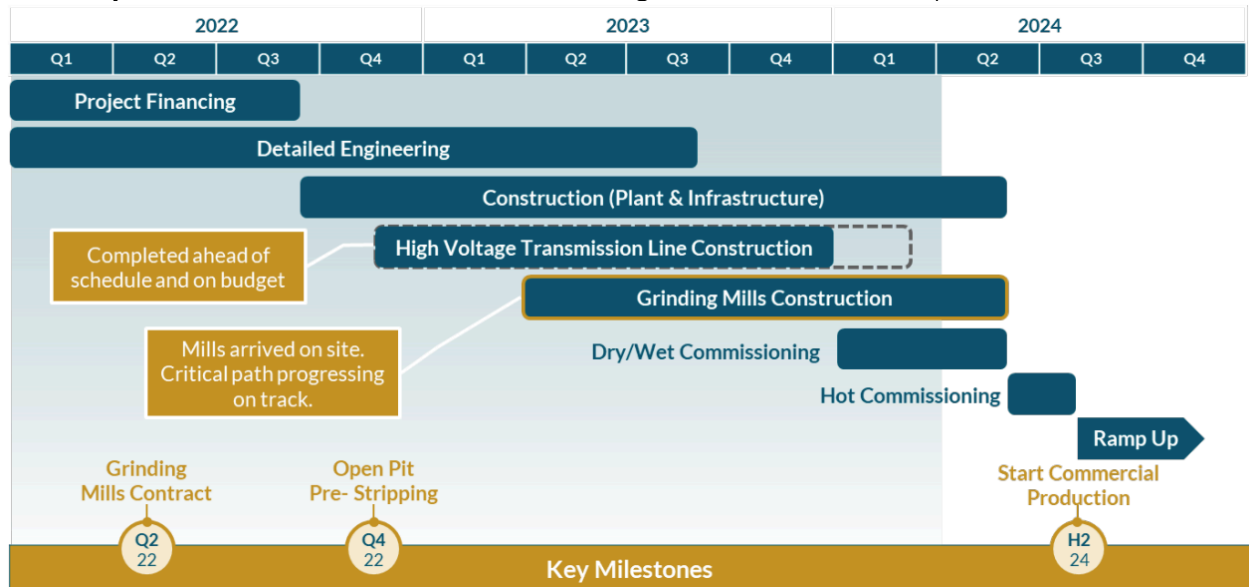 2022 2023 2024
Q1 Q2 Q3 Q4 Q1 Q2 Q3 Q4 Q1 Q2 Q3 Q4
Project Financing
Detailed Engineering
Construction (Plant & Infrastructure)
High Voltage Transmission Line Construction
Completed ahead of
schedule and on budget
Grinding Mills Construction
Mills arrived on site.
Critical path progressing
on track.
Dry/Wet Commissioning
Hot Commissioning
Ramp Up
Grinding
Mills Contract
Open Pit
Pre- Stripping
Start Commercial
Production
Q2
22
Q4
22
H2
24
Key Milestones